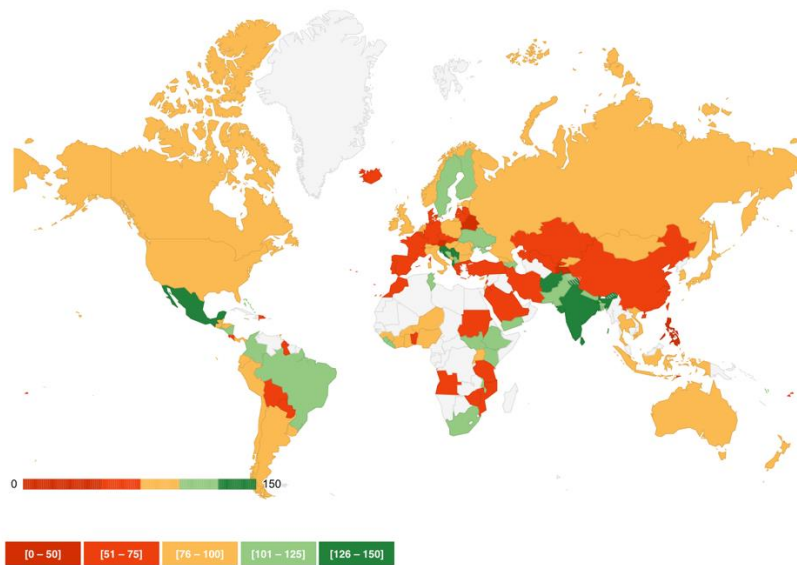 0 150
[0 – 50] [51 – 75] [76 – 100] [101 – 125] [126 – 150]